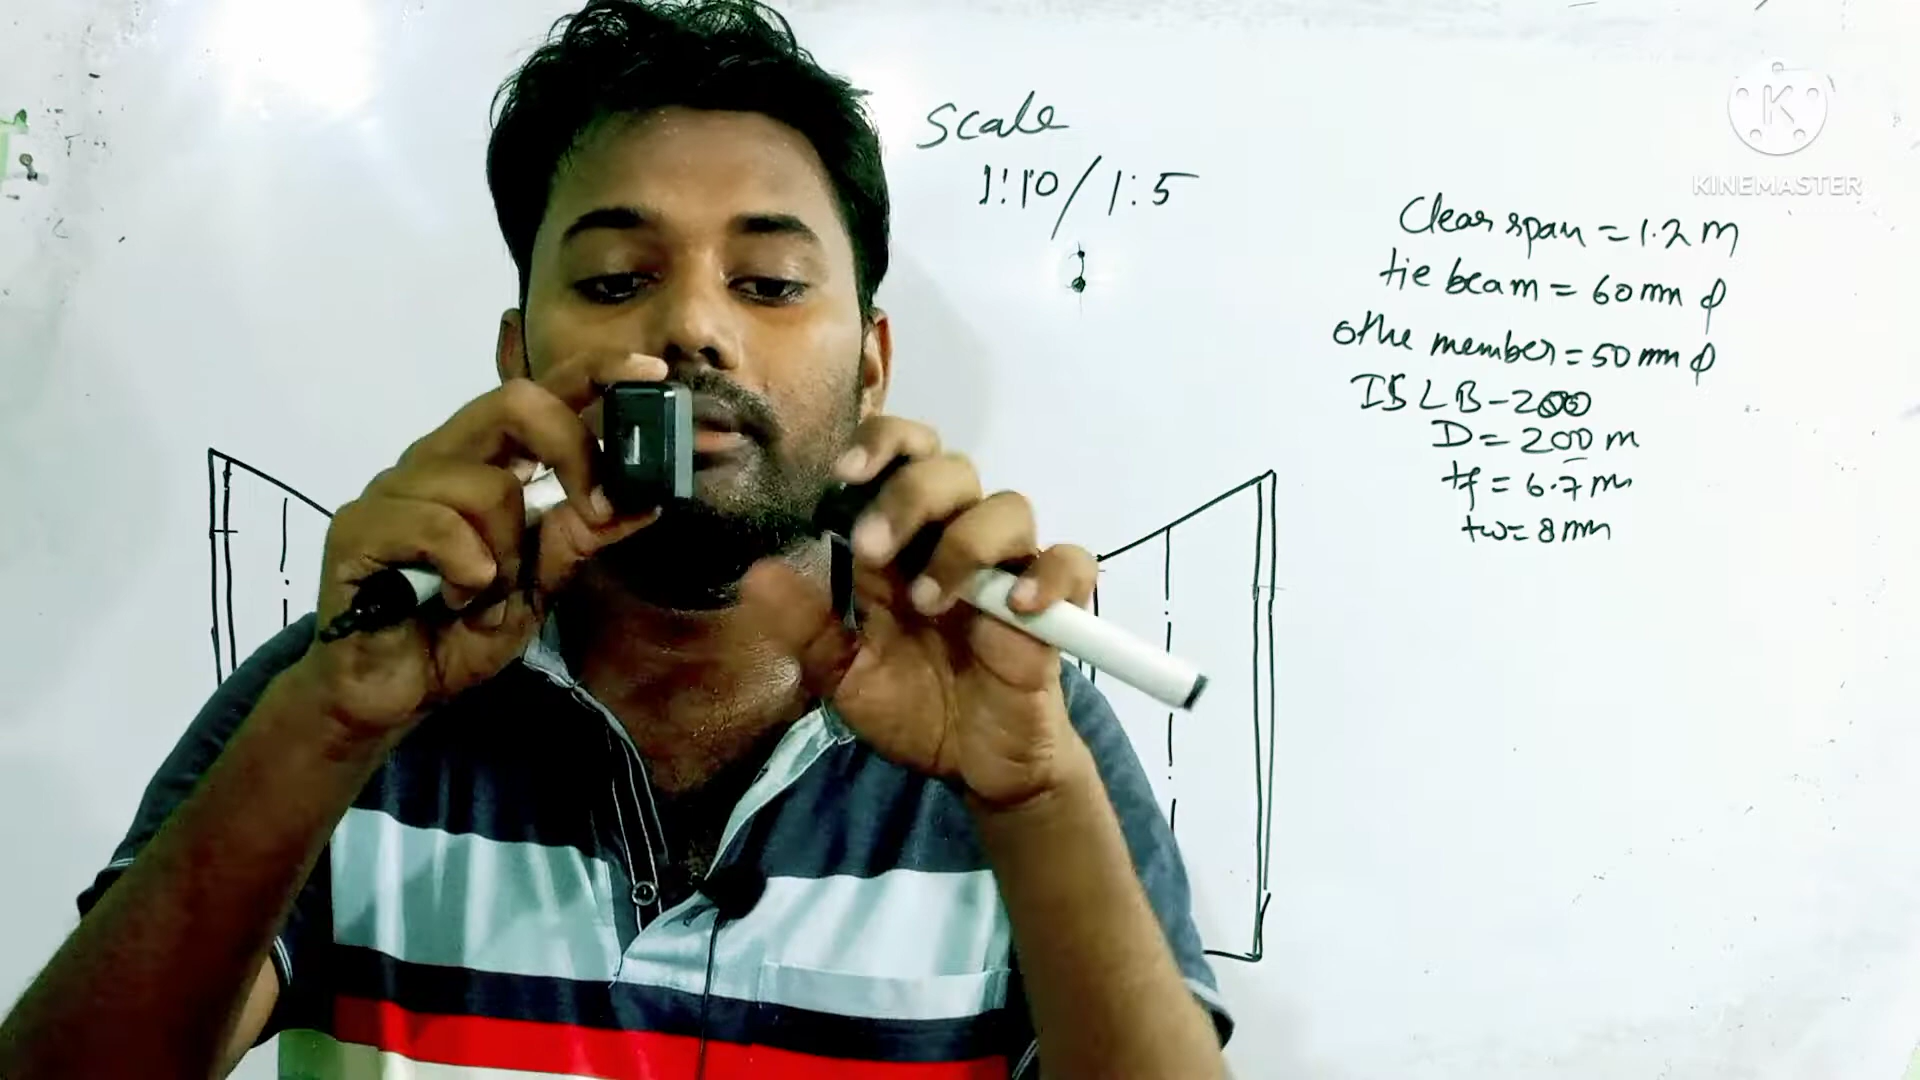 Scale
1:10/1:5
KINEMASTER
Clear span = 1.2 m
tie beam = 60 mm φ
othe member = 50 mm φ
ISLB-200
D = 200 m
tf = 6.7 m
tw = 8 mm